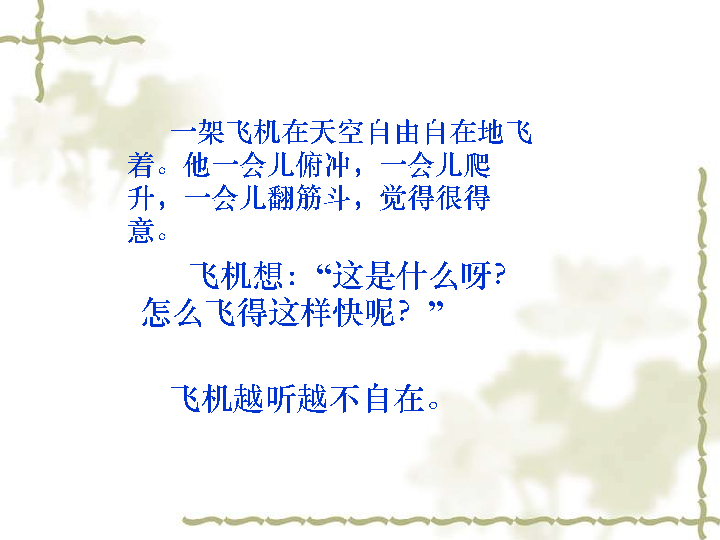 一架飞机在天空自由自在地飞
着。他一会儿俯冲，一会儿爬
升，一会儿翻筋斗，觉得很得
意。
飞机想：“这是什么呀？
怎么飞得这样快呢？”
飞机越听越不自在。